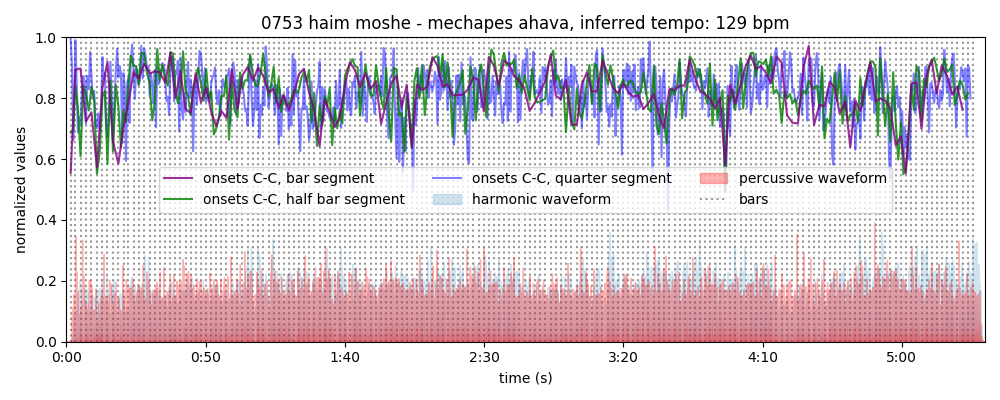 0753 haim moshe - mechapes ahava, inferred tempo: 129 bpm
1.0
0.8
0.6
0.4
0.2
0.0
normalized values
onsets C-C, bar segment
onsets C-C, half bar segment
onsets C-C, quarter segment
harmonic waveform
percussive waveform
bars
0:00 0:50 1:40 2:30 3:20 4:10 5:00
time (s)